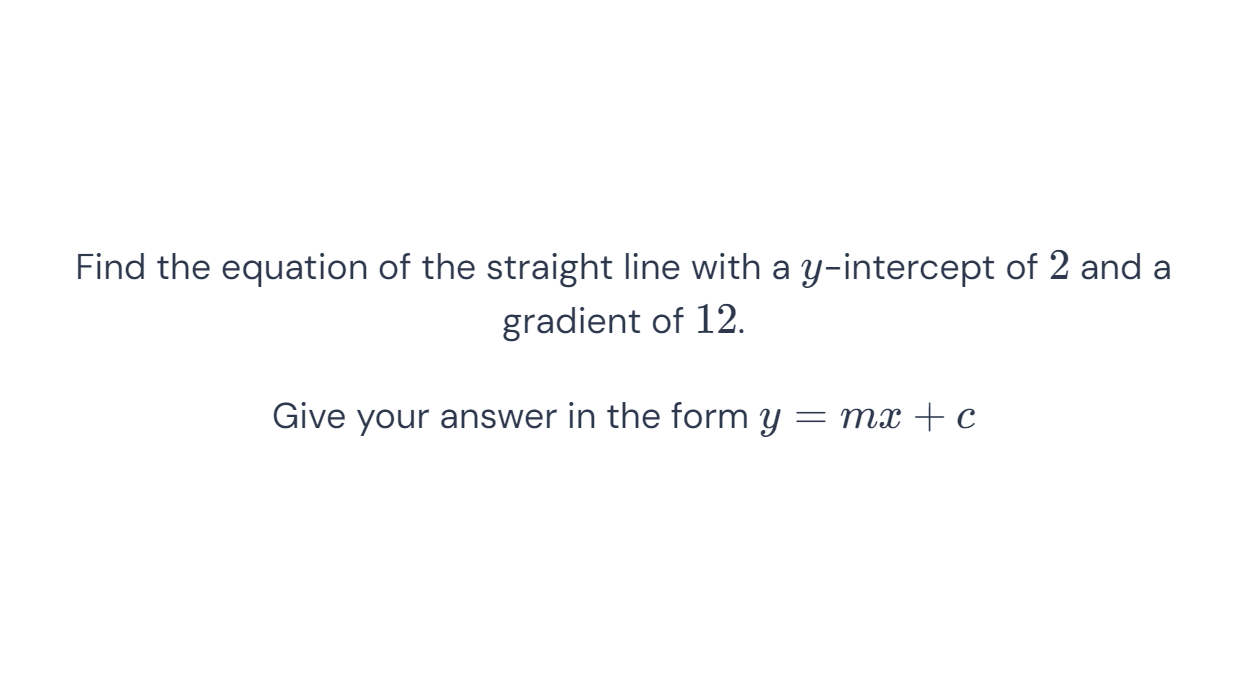 Find the equation of the straight line with a y-intercept of 2 and a
gradient of 12.
Give your answer in the form y = mx + c